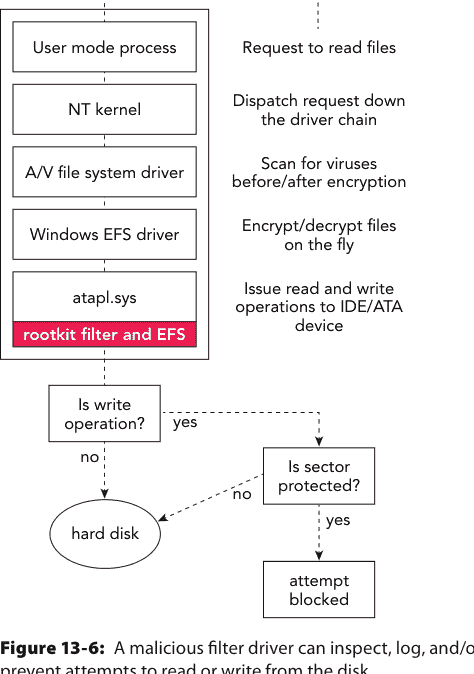 User mode process
Request to read files
NT kernel
Dispatch request down
the driver chain
A/V file system driver
Scan for viruses
before/after encryption
Windows EFS driver
Encrypt/decrypt files
on the fly
atapl.sys
Issue read and write
operations to IDE/ATA
device
rootkit filter and EFS
Is write
operation?
yes
no
Is sector
protected?
no
hard disk
yes
attempt
blocked
Figure 13-6: A malicious filter driver can inspect, log, and/o
prevent attempts to read or write from the disk